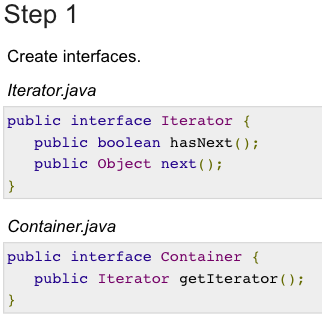 Step 1
Create interfaces.
Iterator.java
public interface Iterator {
   public boolean hasNext();
   public Object next();
}
Container.java
public interface Container {
   public Iterator getIterator();
}